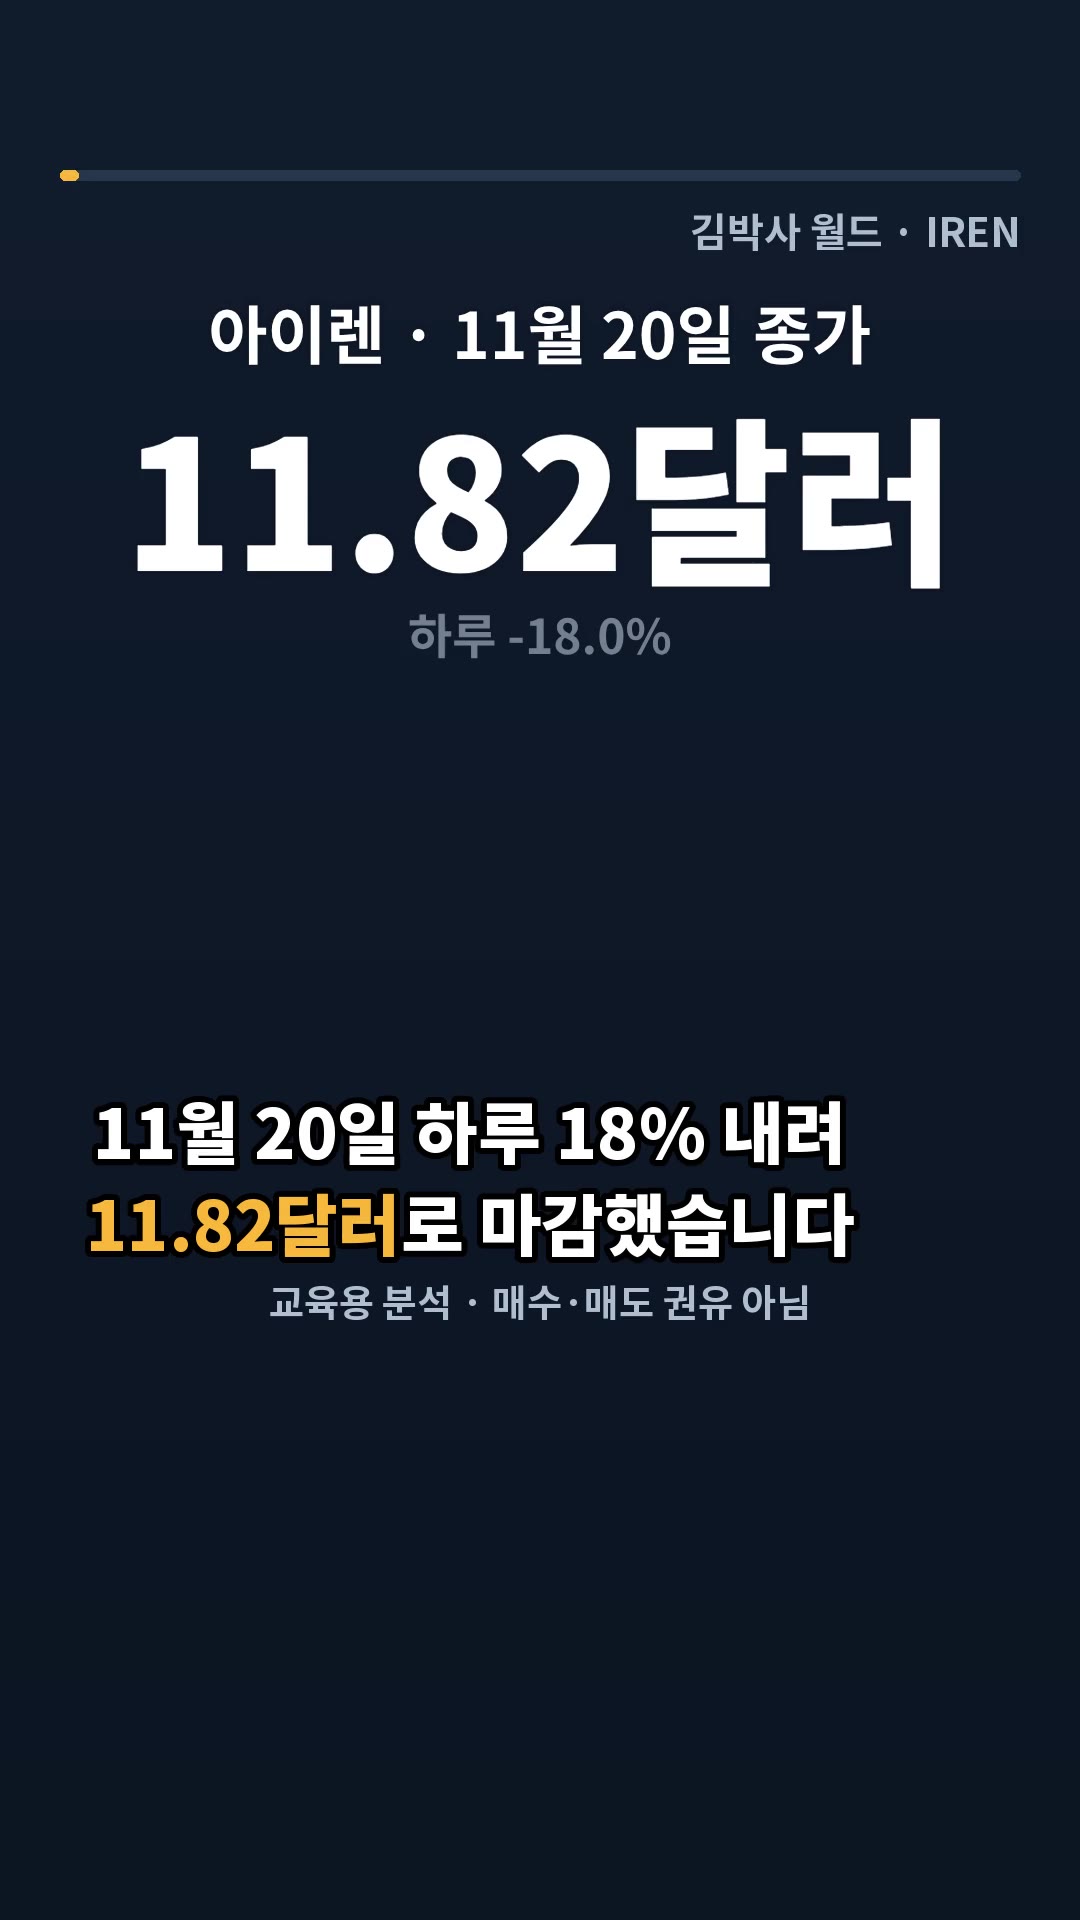 김박사 월드 · IREN
아이렌 · 11월 20일 종가
11.82달러
하루 -18.0%
11월 20일 하루 18% 내려
11.82달러로 마감했습니다
교육용 분석 · 매수·매도 권유 아님